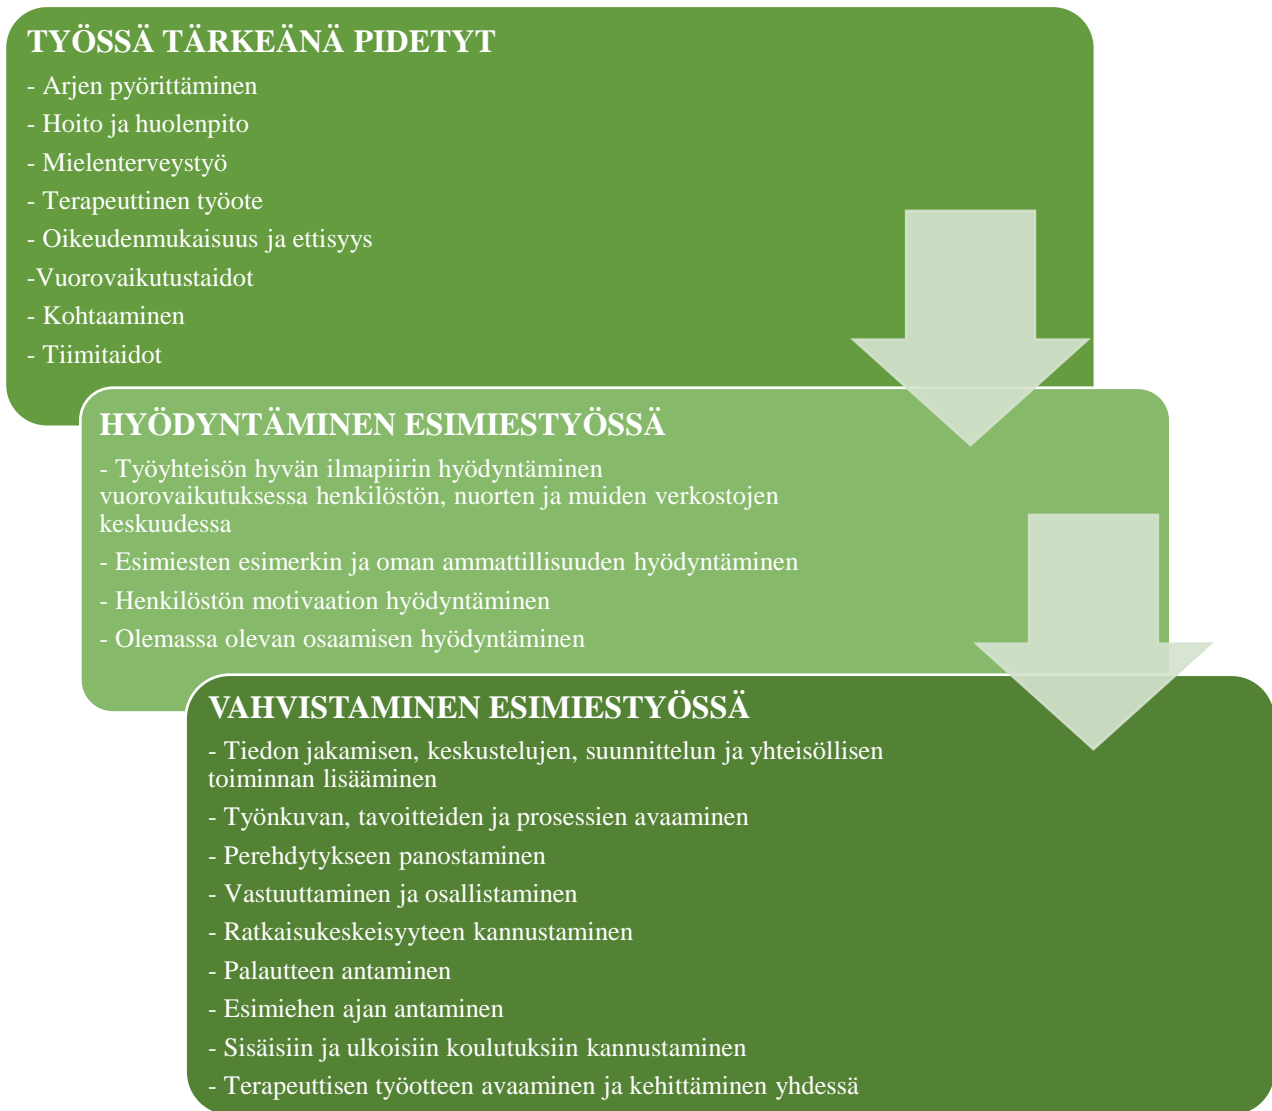 TYÖSSÄ TÄRKEÄNÄ PIDETYT
- Arjen pyörittäminen
- Hoito ja huolenpito
- Mielenterveystyö
- Terapeuttinen työote
- Oikeudenmukaisuus ja ettisyys
-Vuorovaikutustaidot
- Kohtaaminen
- Tiimitaidot
HYÖDYNTÄMINEN ESIMIESTYÖSSÄ
- Työyhteisön hyvän ilmapiirin hyödyntäminen
vuorovaikutuksessa henkilöstön, nuorten ja muiden verkostojen
keskuudessa
- Esimiesten esimerkin ja oman ammattillisuuden hyödyntäminen
- Henkilöstön motivaation hyödyntäminen
- Olemassa olevan osaamisen hyödyntäminen
VAHVISTAMINEN ESIMIESTYÖSSÄ
- Tiedon jakamisen, keskustelujen, suunnittelun ja yhteisöllisen
toiminnan lisääminen
- Työnkuvan, tavoitteiden ja prosessien avaaminen
- Perehdytykseen panostaminen
- Vastuuttaminen ja osallistaminen
- Ratkaisukeskeisyyteen kannustaminen
- Palautteen antaminen
- Esimiehen ajan antaminen
- Sisäisiin ja ulkoisiin koulutuksiin kannustaminen
- Terapeuttisen työotteen avaaminen ja kehittäminen yhdessä